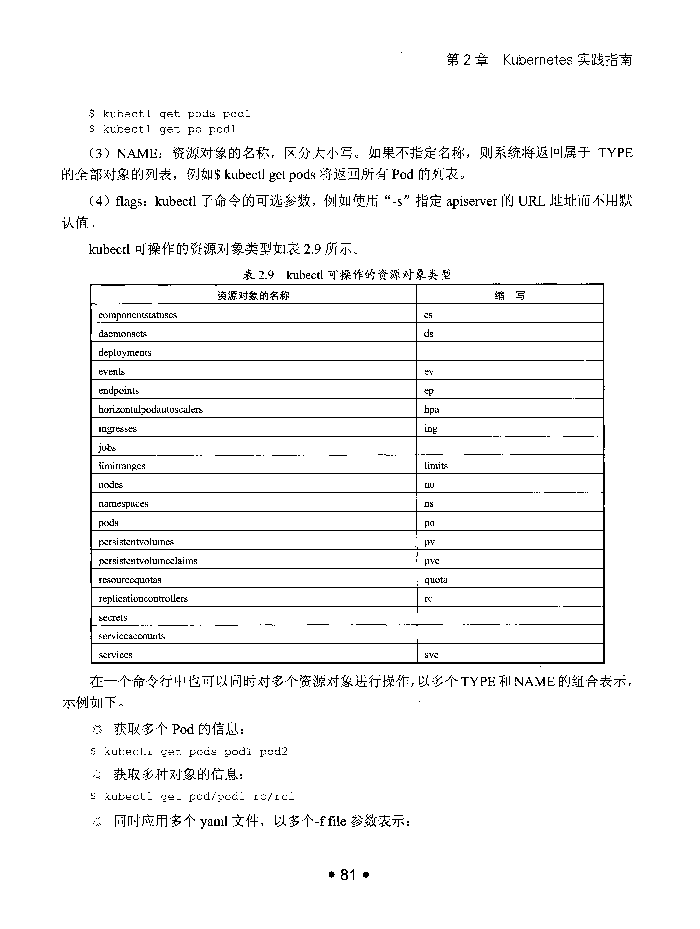 第 2 章 Kubernetes 实践指南
$ kubectl get pods pod1
$ kubectl get po pod1
（3）NAME：资源对象的名称，区分大小写。如果不指定名称，则系统将返回属于 TYPE
的全部对象的列表，例如$ kubectl get pods 将返回所有 Pod 的列表。
（4）flags：kubectl 子命令的可选参数，例如使用“-s”指定 apiserver 的 URL 地址而不用默
认值。
kubectl 可操作的资源对象类型如表 2.9 所示。
表 2.9 kubectl 可操作的资源对象类型
资源对象的名称 缩 写
componentstatuses cs
daemonsets ds
deployments
events ev
endpoints ep
horizontalpodautoscalers hpa
ingresses ing
jobs
limitranges limits
nodes no
namespaces ns
pods po
persistentvolumes pv
persistentvolumeclaims pvc
resourcequotas quota
replicationcontrollers rc
secrets
serviceaccounts
services svc
在一个命令行中也可以同时对多个资源对象进行操作，以多个 TYPE 和 NAME 的组合表示，
示例如下。
获取多个 Pod 的信息：
$ kubectl get pods pod1 pod2
获取多种对象的信息：
$ kubectl get pod/pod1 rc/rc1
同时应用多个 yaml 文件，以多个-f file 参数表示：
• 81 •